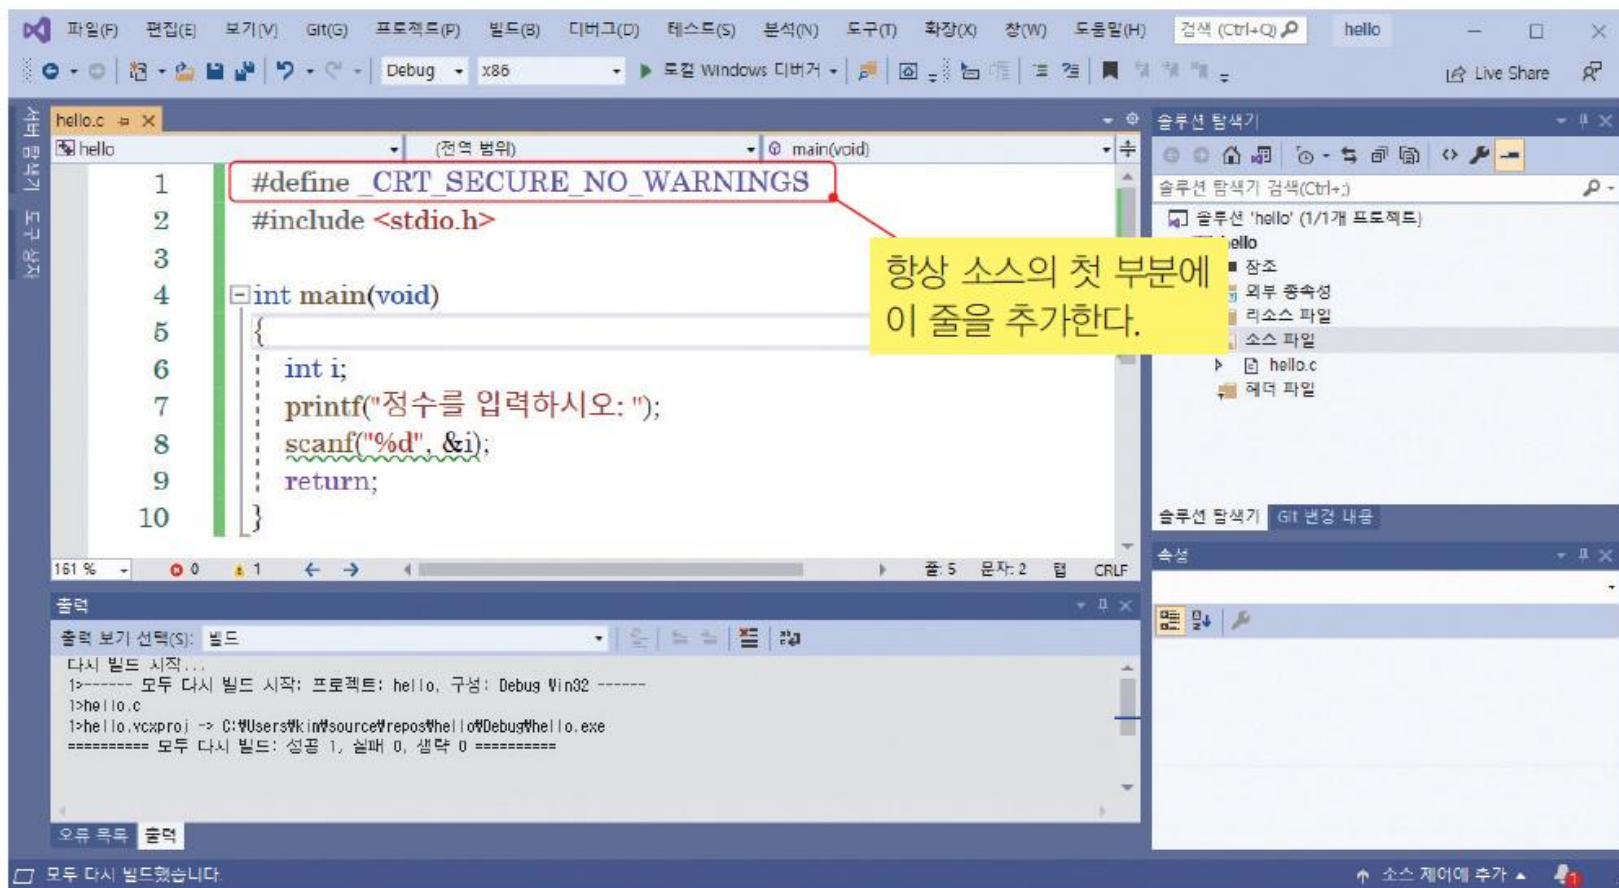 파일(F) 편집(E) 보기(V) Git(G) 프로젝트(P) 빌드(B) 디버그(D) 테스트(S) 분석(N) 도구(T) 확장(X) 창(W) 도움말(H) 검색 (Ctrl+Q) hello
Debug x86 로컬 Windows 디버거 Live Share
서버 탐색기 도구 상자
hello.c
hello (전역 범위) main(void)
1 #define _CRT_SECURE_NO_WARNINGS
2 #include <stdio.h>
3
4 int main(void)
5 {
6 int i;
7 printf("정수를 입력하시오: ");
8 scanf("%d", &i);
9 return;
10 }
항상 소스의 첫 부분에
이 줄을 추가한다.
161 % 0 1 줄: 5 문자: 2 탭 CRLF
출력
출력 보기 선택(S): 빌드
다시 빌드 시작...
1>------ 모두 다시 빌드 시작: 프로젝트: hello, 구성: Debug Win32 ------
1>hello.c
1>hello.vcxproj -> C:₩Users₩kim₩source₩repos₩hello₩Debug₩hello.exe
========== 모두 다시 빌드: 성공 1, 실패 0, 생략 0 ==========
오류 목록 출력
솔루션 탐색기
솔루션 탐색기 검색(Ctrl+;)
솔루션 'hello' (1/1개 프로젝트)
ello
참조
외부 종속성
리소스 파일
소스 파일
hello.c
헤더 파일
솔루션 탐색기 Git 변경 내용
속성
모두 다시 빌드했습니다. 소스 제어에 추가 1